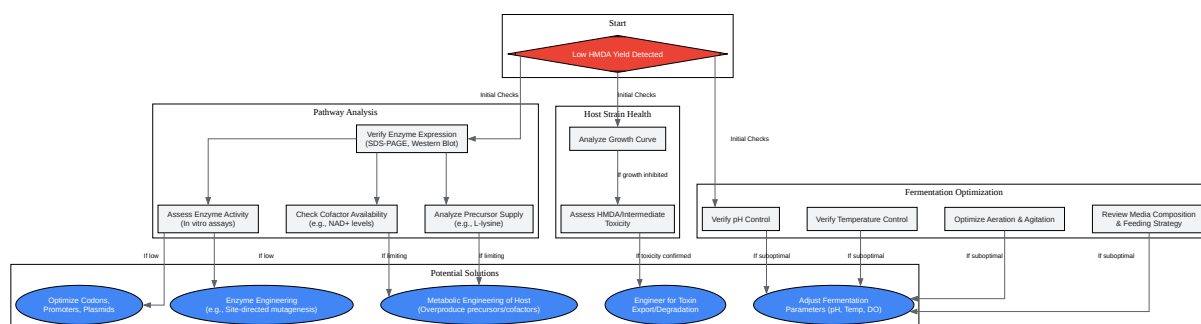 Start
Low HMDA Yield Detected
Initial Checks
Initial Checks
Initial Checks
Pathway Analysis
Verify Enzyme Expression
(SDS-PAGE, Western Blot)
Assess Enzyme Activity
(In vitro assays)
Check Cofactor Availability
(e.g., NAD+ levels)
Analyze Precursor Supply
(e.g., L-lysine)
Host Strain Health
Analyze Growth Curve
If growth inhibited
Assess HMDA/Intermediate
Toxicity
Fermentation Optimization
Verify pH Control
Verify Temperature Control
Optimize Aeration & Agitation
Review Media Composition
& Feeding Strategy
If low
If low
If limiting
If limiting
If toxicity confirmed
If suboptimal
If suboptimal
If suboptimal
If suboptimal
Potential Solutions
Optimize Codons,
Promoters, Plasmids
Enzyme Engineering
(e.g., Site-directed mutagenesis)
Metabolic Engineering of Host
(Overproduce precursors/cofactors)
Engineer for Toxin
Export/Degradation
Adjust Fermentation
Parameters (pH, Temp, DO)